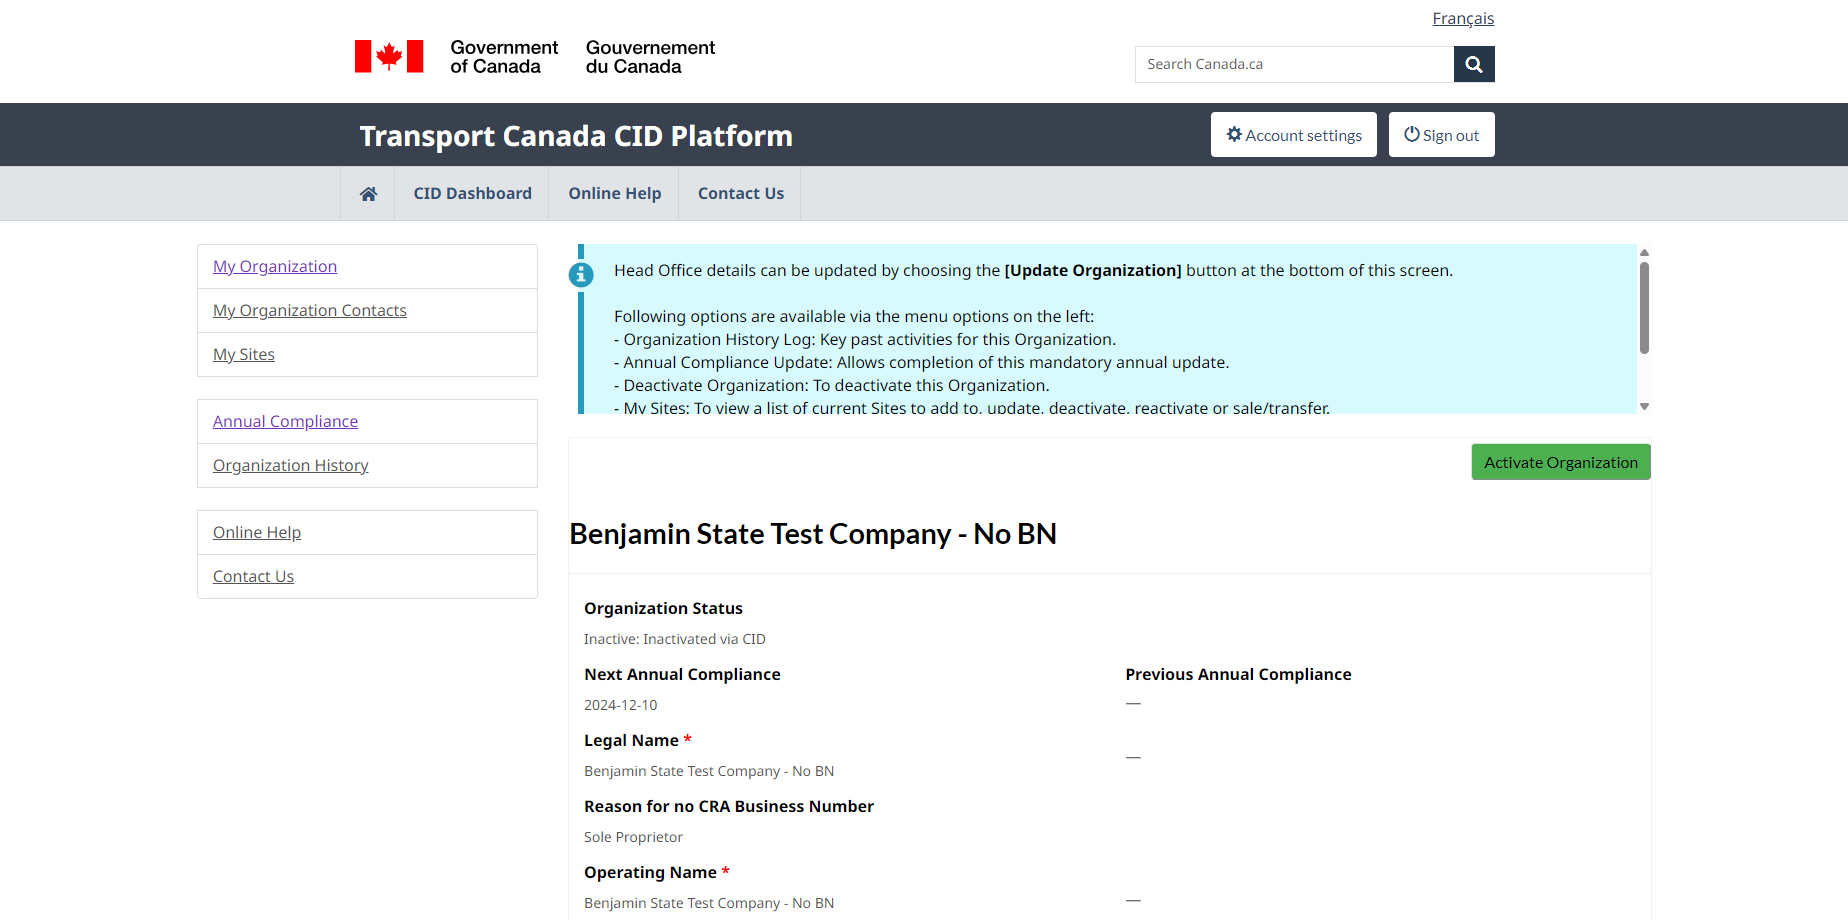 Français
Government of Canada
Gouvernement du Canada
Search Canada.ca
Transport Canada CID Platform
Account settings
Sign out
CID Dashboard
Online Help
Contact Us
My Organization
My Organization Contacts
My Sites
Annual Compliance
Organization History
Online Help
Contact Us
Head Office details can be updated by choosing the [Update Organization] button at the bottom of this screen.
Following options are available via the menu options on the left:
- Organization History Log: Key past activities for this Organization.
- Annual Compliance Update: Allows completion of this mandatory annual update.
- Deactivate Organization: To deactivate this Organization.
- My Sites: To view a list of current Sites to add to, update, deactivate, reactivate or sale/transfer.
Activate Organization
Benjamin State Test Company - No BN
Organization Status
Inactive: Inactivated via CID
Next Annual Compliance
2024-12-10
Previous Annual Compliance
—
Legal Name *
Benjamin State Test Company - No BN
—
Reason for no CRA Business Number
Sole Proprietor
Operating Name *
Benjamin State Test Company - No BN
—